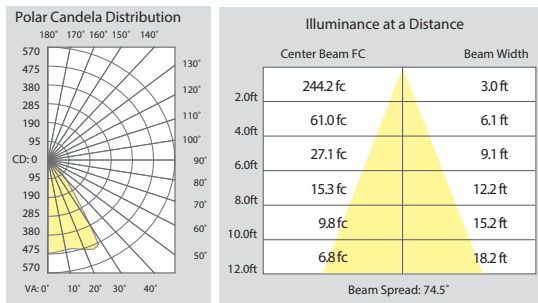 Polar Candela Distribution
180˚ 170˚ 160˚ 150˚ 140˚
570
475
380
285
190
95
CD: 0
95
190
285
380
475
570
130˚
120˚
110˚
100˚
90˚
80˚
70˚
60˚
50˚
VA: 0˚ 10˚ 20˚ 30˚ 40˚
Illuminance at a Distance
Center Beam FC Beam Width
2.0ft 244.2 fc 3.0 ft
4.0ft 61.0 fc 6.1 ft
6.0ft 27.1 fc 9.1 ft
8.0ft 15.3 fc 12.2 ft
10.0ft 9.8 fc 15.2 ft
12.0ft 6.8 fc 18.2 ft
Beam Spread: 74.5˚